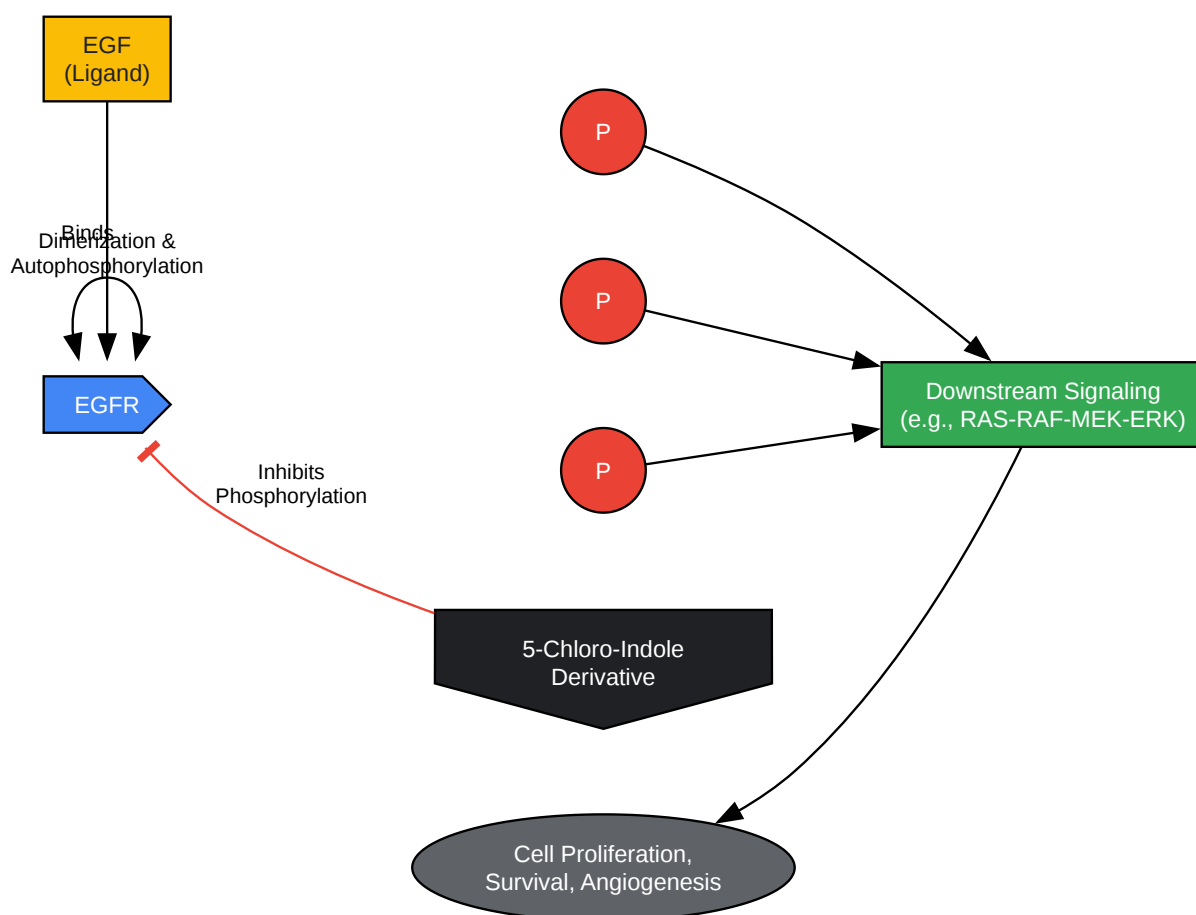 EGF
(Ligand)
P
Binds
Dimerization &
Autophosphorylation
P
Downstream Signaling
(e.g., RAS-RAF-MEK-ERK)
EGFR
P
Inhibits
Phosphorylation
5-Chloro-Indole
Derivative
Cell Proliferation,
Survival, Angiogenesis